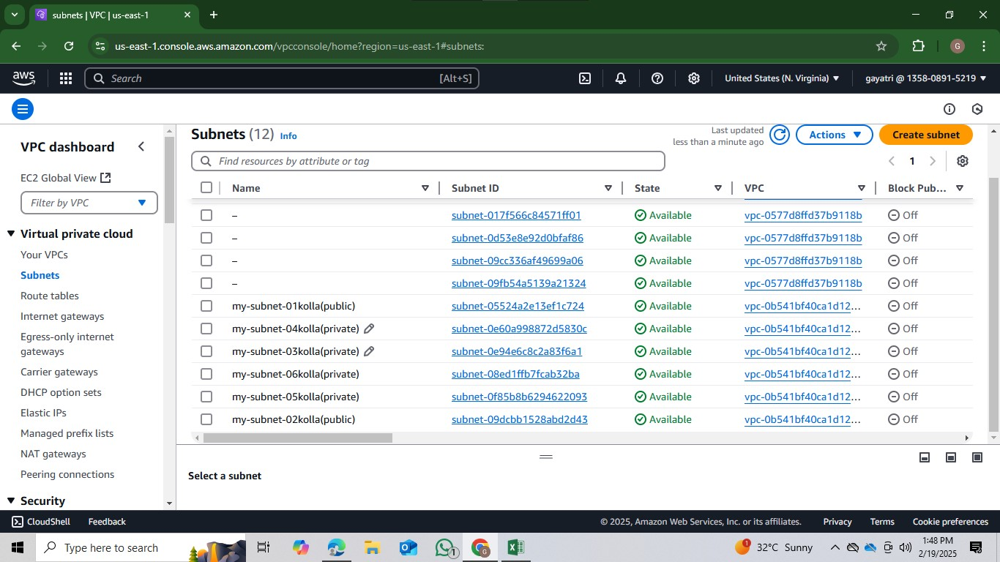 subnets | VPC | us-east-1
us-east-1.console.aws.amazon.com/vpcconsole/home?region=us-east-1#subnets:
G
aws
Search [Alt+S]
United States (N. Virginia)
gayatri @ 1358-0891-5219
VPC dashboard
EC2 Global View
Filter by VPC
Virtual private cloud
Your VPCs
Subnets
Route tables
Internet gateways
Egress-only internet
gateways
Carrier gateways
DHCP option sets
Elastic IPs
Managed prefix lists
NAT gateways
Peering connections
Security
Subnets (12) Info
Last updated
less than a minute ago
Actions
Create subnet
Find resources by attribute or tag
1
Name Subnet ID State VPC Block Pub...
– subnet-017f566c84571ff01 Available vpc-0577d8ffd37b9118b Off
– subnet-0d53e8e92d0bfaf86 Available vpc-0577d8ffd37b9118b Off
– subnet-09cc336af49699a06 Available vpc-0577d8ffd37b9118b Off
– subnet-09fb54a5139a21324 Available vpc-0577d8ffd37b9118b Off
my-subnet-01kolla(public) subnet-05524a2e13ef1c724 Available vpc-0b541bf40ca1d12... Off
my-subnet-04kolla(private) subnet-0e60a998872d5830c Available vpc-0b541bf40ca1d12... Off
my-subnet-03kolla(private) subnet-0e94e6c8c2a83f6a1 Available vpc-0b541bf40ca1d12... Off
my-subnet-06kolla(private) subnet-08ed1ffb7fcab32ba Available vpc-0b541bf40ca1d12... Off
my-subnet-05kolla(private) subnet-0f85b8b6294622093 Available vpc-0b541bf40ca1d12... Off
my-subnet-02kolla(public) subnet-09dcbb1528abd2d43 Available vpc-0b541bf40ca1d12... Off
Select a subnet
CloudShell Feedback © 2025, Amazon Web Services, Inc. or its affiliates. Privacy Terms Cookie preferences
Type here to search
1
G
1
32°C Sunny
1:48 PM
2/19/2025